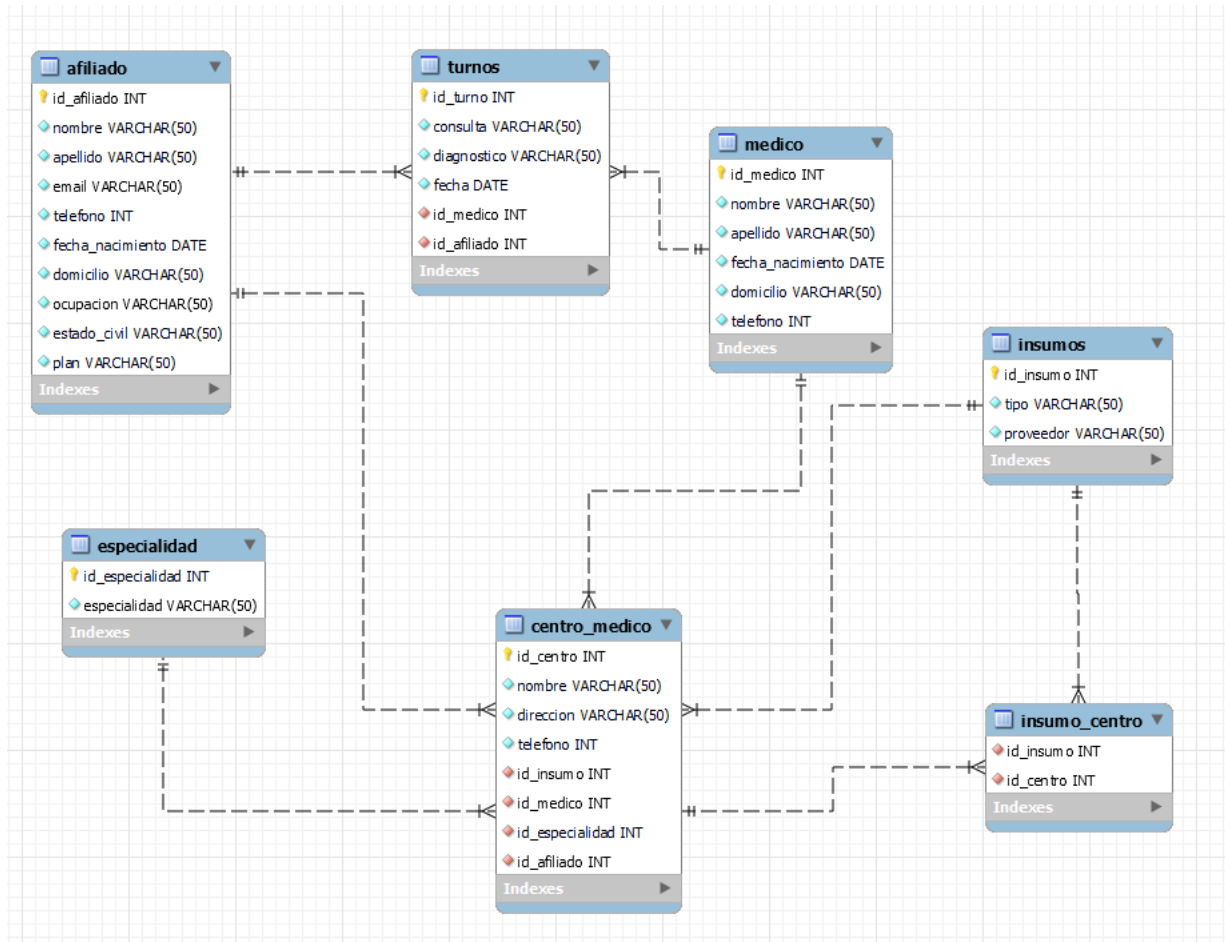 afiliado
id_afiliado INT
nombre VARCHAR(50)
apellido VARCHAR(50)
email VARCHAR(50)
telefono INT
fecha_nacimiento DATE
domicilio VARCHAR(50)
ocupacion VARCHAR(50)
estado_civil VARCHAR(50)
plan VARCHAR(50)
Indexes
turnos
id_turno INT
consulta VARCHAR(50)
diagnostico VARCHAR(50)
fecha DATE
id_medico INT
id_afiliado INT
Indexes
medico
id_medico INT
nombre VARCHAR(50)
apellido VARCHAR(50)
fecha_nacimiento DATE
domicilio VARCHAR(50)
telefono INT
Indexes
insumos
id_insumo INT
tipo VARCHAR(50)
proveedor VARCHAR(50)
Indexes
especialidad
id_especialidad INT
especialidad VARCHAR(50)
Indexes
centro_medico
id_centro INT
nombre VARCHAR(50)
direccion VARCHAR(50)
telefono INT
id_insumo INT
id_medico INT
id_especialidad INT
id_afiliado INT
Indexes
insumo_centro
id_insumo INT
id_centro INT
Indexes